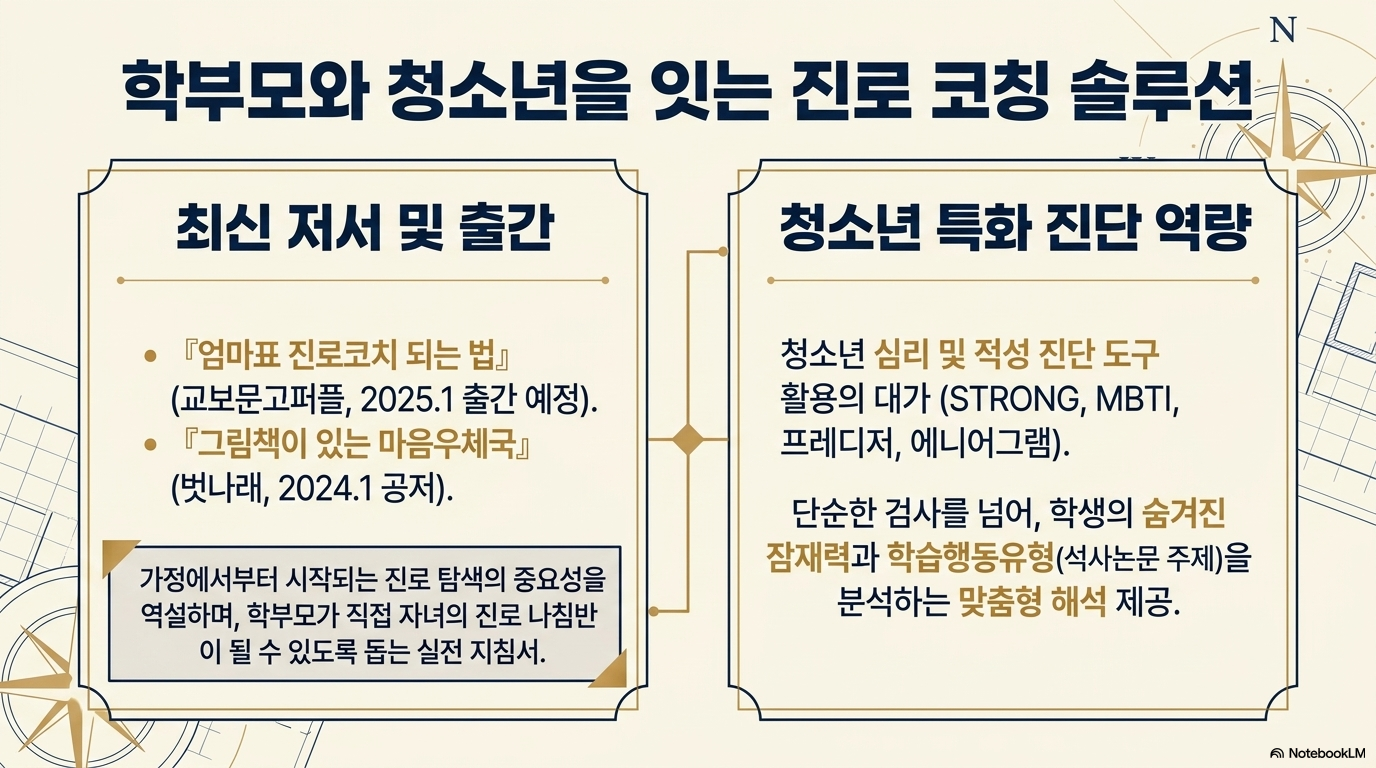 N
학부모와 청소년을 잇는 진로 코칭 솔루션
최신 저서 및 출간
• 『엄마표 진로코치 되는 법』
(교보문고퍼플, 2025.1 출간 예정).
• 『그림책이 있는 마음우체국』
(벗나래, 2024.1 공저).
가정에서부터 시작되는 진로 탐색의 중요성을
역설하며, 학부모가 직접 자녀의 진로 나침반
이 될 수 있도록 돕는 실전 지침서.
청소년 특화 진단 역량
청소년 심리 및 적성 진단 도구
활용의 대가 (STRONG, MBTI,
프레디저, 에니어그램).
단순한 검사를 넘어, 학생의 숨겨진
잠재력과 학습행동유형(석사논문 주제)을
분석하는 맞춤형 해석 제공.
NotebookLM